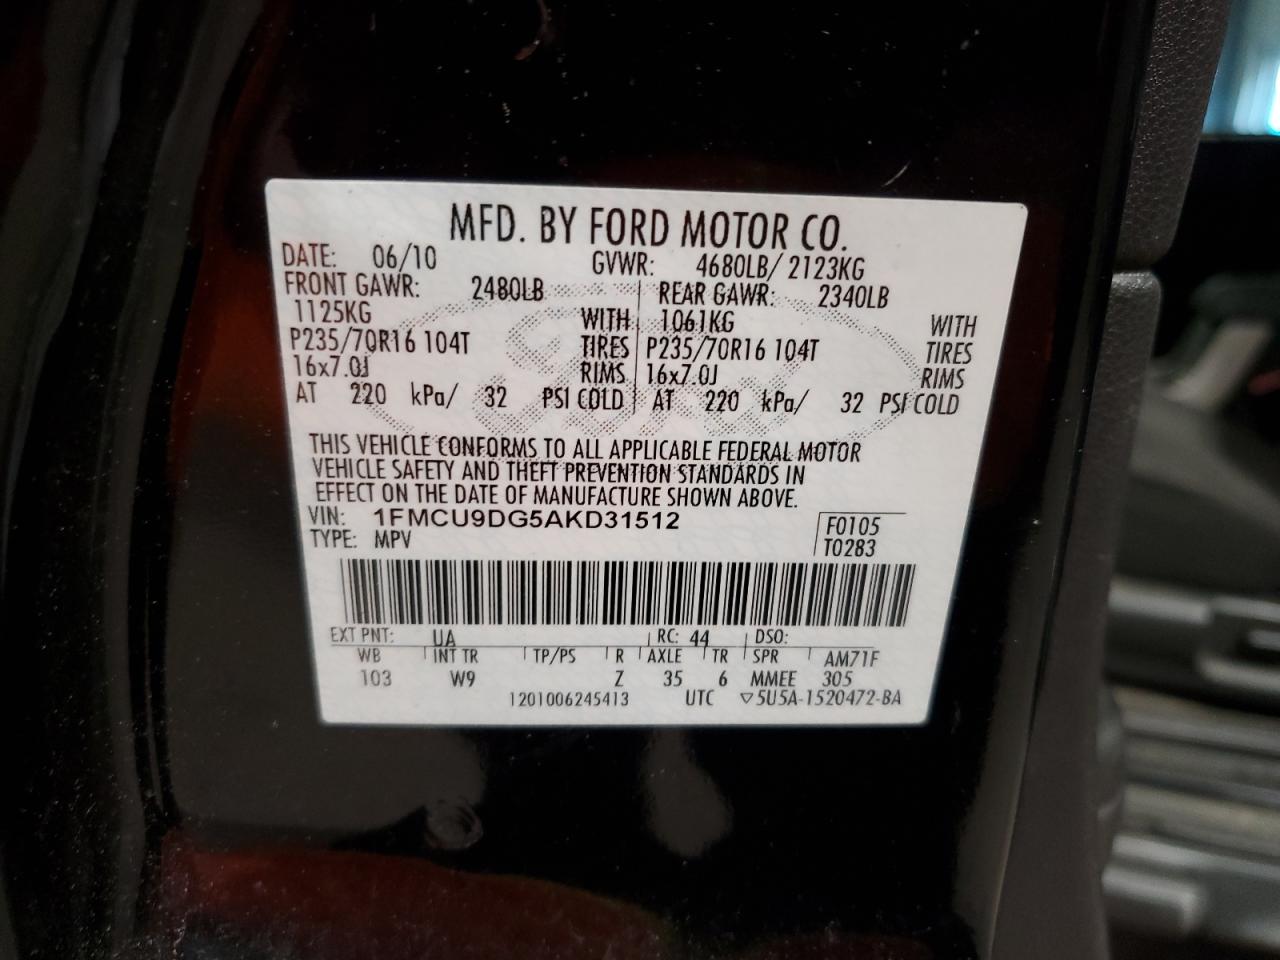 MFD. BY FORD MOTOR CO.
DATE: 06/10 GVWR: 4680LB/ 2123KG
FRONT GAWR: 2480LB REAR GAWR: 2340LB
1125KG WITH 1061KG WITH
P235/70R16 104T TIRES P235/70R16 104T TIRES
16x7.0J RIMS 16x7.0J RIMS
AT 220 kPa/ 32 PSI COLD AT 220 kPa/ 32 PSI COLD
THIS VEHICLE CONFORMS TO ALL APPLICABLE FEDERAL MOTOR
VEHICLE SAFETY AND THEFT PREVENTION STANDARDS IN
EFFECT ON THE DATE OF MANUFACTURE SHOWN ABOVE.
VIN: 1FMCU9DG5AKD31512 F0105
TYPE: MPV T0283
EXT PNT: UA RC: 44 DSO:
WB INT TR TP/PS R AXLE TR SPR AM71F
103 W9 Z 35 6 MMEE 305
1201006245413 UTC ▽5U5A-1520472-BA